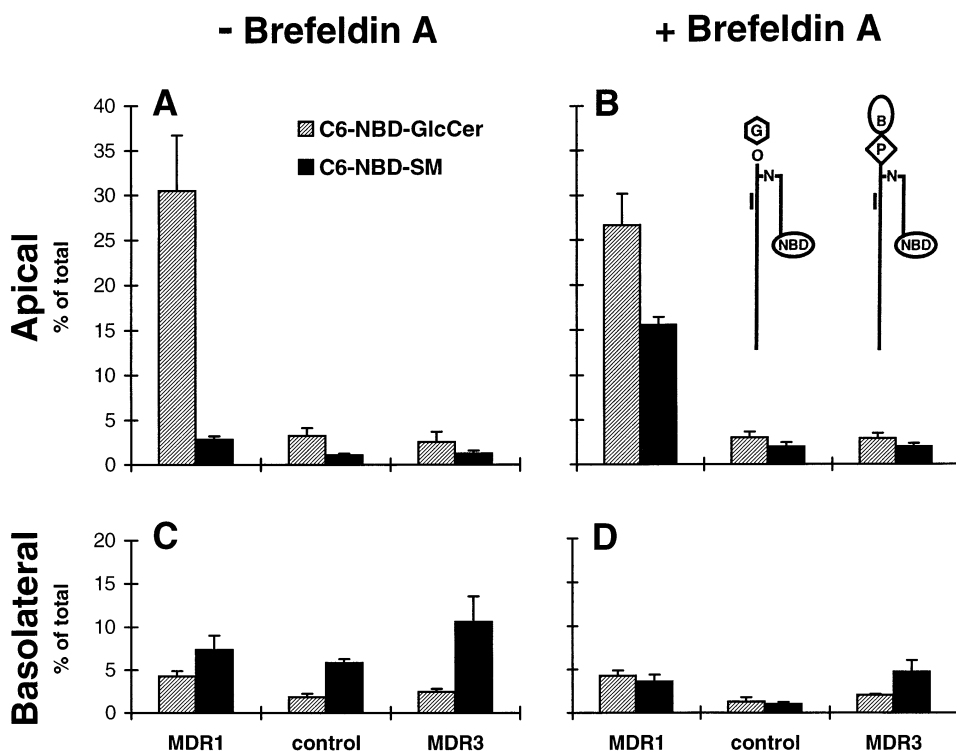 - Brefeldin A
+ Brefeldin A
A
B
C6-NBD-GlcCer
C6-NBD-SM
Apical
% of total
40
35
30
25
20
15
10
5
0
G
O
N
NBD
B
P
N
NBD
C
D
Basolateral
% of total
20
15
10
5
0
MDR1 control MDR3
MDR1 control MDR3